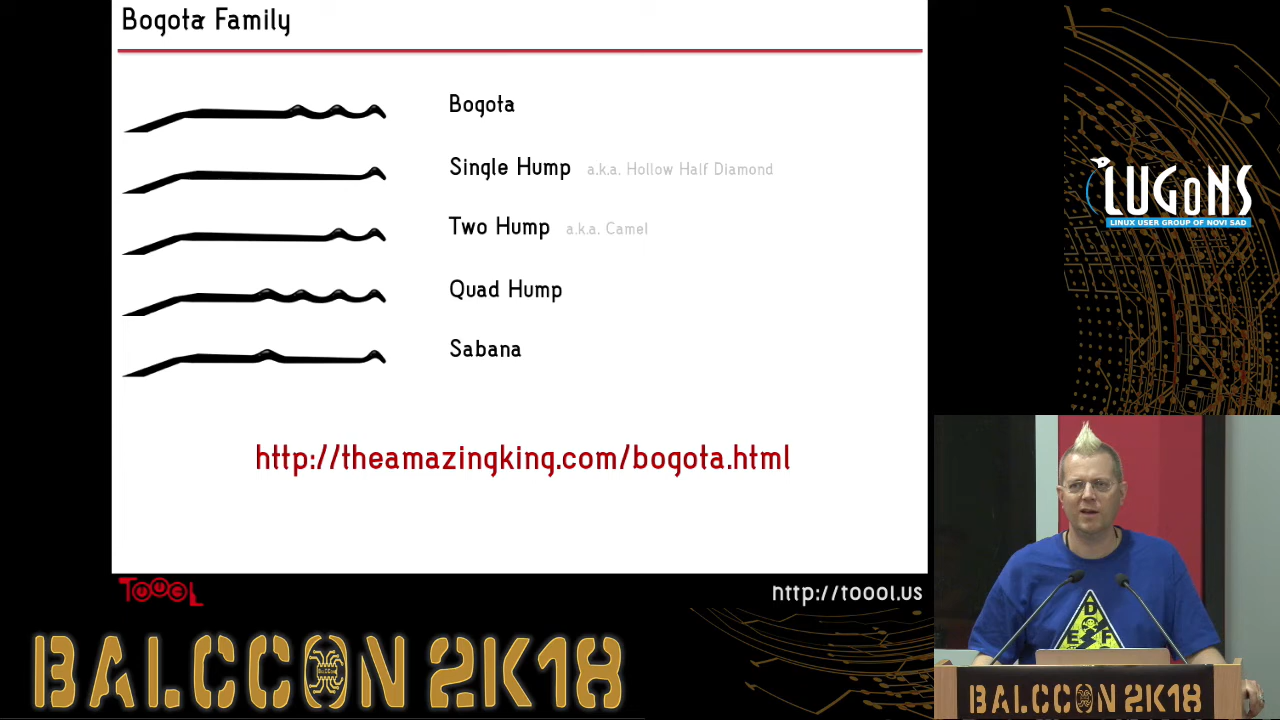 Bogota Family
Bogota
Single Hump a.k.a. Hollow Half Diamond
Two Hump a.k.a. Camel
Quad Hump
Sabana
http://theamazingking.com/bogota.html
TOOOL
http://toool.us
LUGoNS
LINUX USER GROUP OF NOVI SAD
BALCCON 2K18
D
E F
BALCCON 2K18